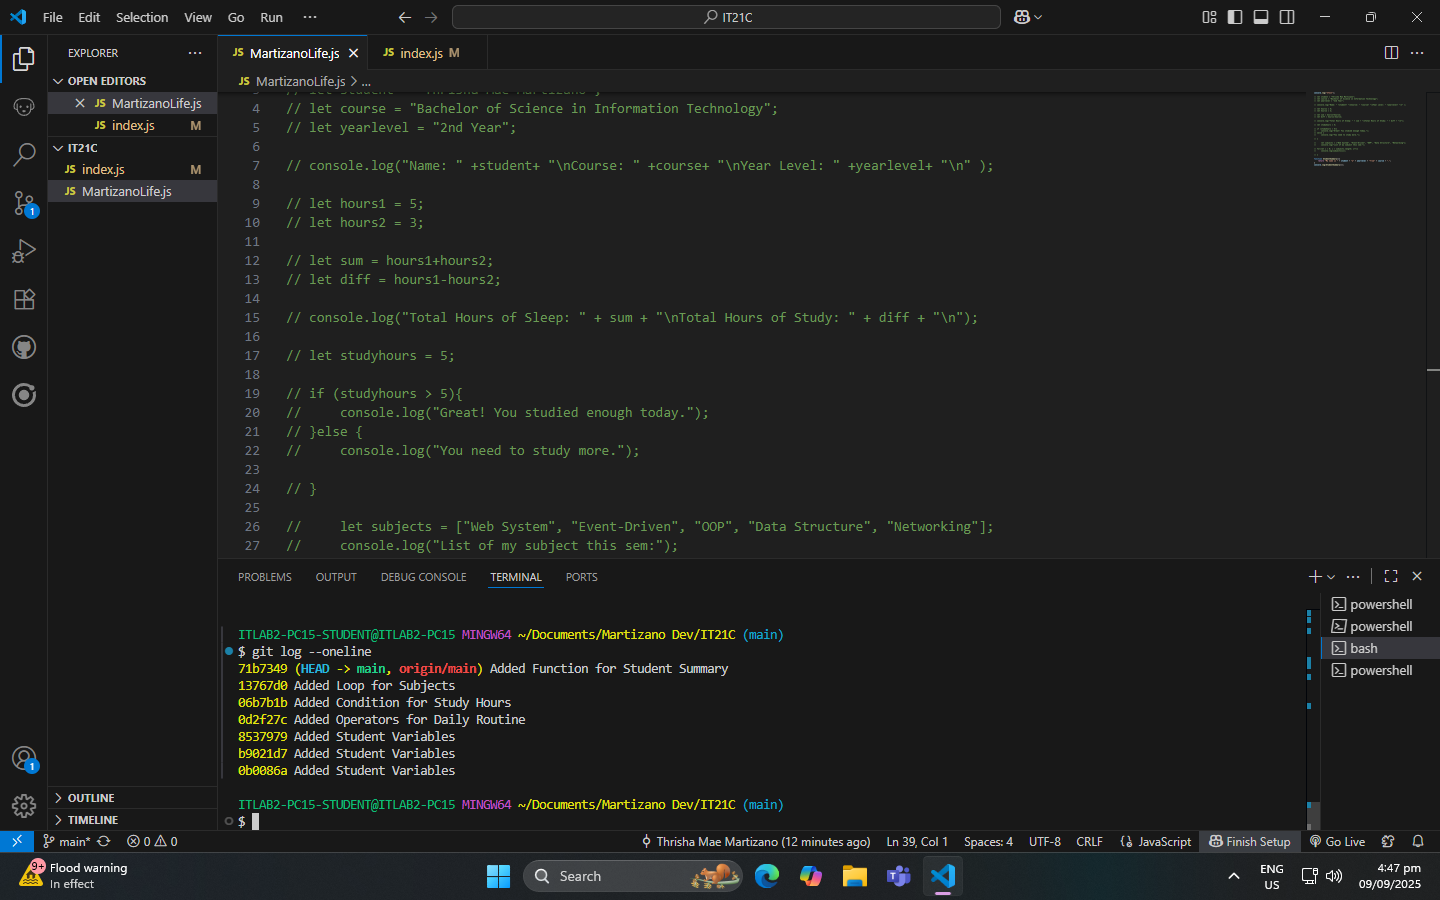 File Edit Selection View Go Run ···
IT21C
EXPLORER
OPEN EDITORS
JS MartizanoLife.js
JS index.js M
IT21C
JS index.js M
JS MartizanoLife.js
OUTLINE
TIMELINE
JS MartizanoLife.js
JS index.js M
JS MartizanoLife.js > ...
4 // let course = "Bachelor of Science in Information Technology";
5 // let yearlevel = "2nd Year";
6
7 // console.log("Name: " +student+ "\nCourse: " +course+ "\nYear Level: " +yearlevel+ "\n" );
8
9 // let hours1 = 5;
10 // let hours2 = 3;
11
12 // let sum = hours1+hours2;
13 // let diff = hours1-hours2;
14
15 // console.log("Total Hours of Sleep: " + sum + "\nTotal Hours of Study: " + diff + "\n");
16
17 // let studyhours = 5;
18
19 // if (studyhours > 5){
20 //     console.log("Great! You studied enough today.");
21 // }else {
22 //     console.log("You need to study more.");
23
24 // }
25
26 //     let subjects = ["Web System", "Event-Driven", "OOP", "Data Structure", "Networking"];
27 //     console.log("List of my subject this sem:");
PROBLEMS OUTPUT DEBUG CONSOLE TERMINAL PORTS
ITLAB2-PC15-STUDENT@ITLAB2-PC15 MINGW64 ~/Documents/Martizano Dev/IT21C (main)
$ git log --oneline
71b7349 (HEAD -> main, origin/main) Added Function for Student Summary
13767d0 Added Loop for Subjects
06b7b1b Added Condition for Study Hours
0d2f27c Added Operators for Daily Routine
8537979 Added Student Variables
b9021d7 Added Student Variables
0b0086a Added Student Variables
ITLAB2-PC15-STUDENT@ITLAB2-PC15 MINGW64 ~/Documents/Martizano Dev/IT21C (main)
$
powershell
powershell
bash
powershell
1
1
main* 0 0 Thrisha Mae Martizano (12 minutes ago) Ln 39, Col 1 Spaces: 4 UTF-8 CRLF {} JavaScript Finish Setup Go Live
9+
Flood warning
In effect
Search
ENG
US
4:47 pm
09/09/2025